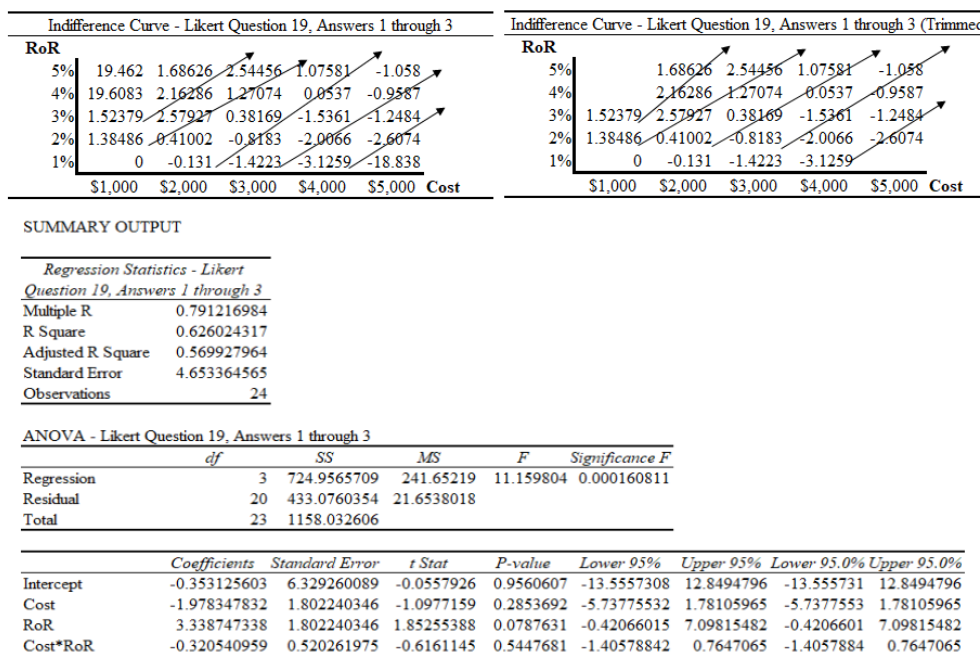 Indifference Curve - Likert Question 19, Answers 1 through 3
RoR
5% 19.462 1.68626 2.54456 1.07581 -1.058
4% 19.6083 2.16286 1.27074 0.0537 -0.9587
3% 1.52379 2.57927 0.38169 -1.5361 -1.2484
2% 1.38486 0.41002 -0.8183 -2.0066 -2.6074
1% 0 -0.131 -1.4223 -3.1259 -18.838
$1,000 $2,000 $3,000 $4,000 $5,000 Cost
Indifference Curve - Likert Question 19, Answers 1 through 3 (Trimmed
RoR
5% 1.68626 2.54456 1.07581 -1.058
4% 2.16286 1.27074 0.0537 -0.9587
3% 1.52379 2.57927 0.38169 -1.5361 -1.2484
2% 1.38486 0.41002 -0.8183 -2.0066 -2.6074
1% 0 -0.131 -1.4223 -3.1259
$1,000 $2,000 $3,000 $4,000 $5,000 Cost
SUMMARY OUTPUT
Regression Statistics - Likert
Question 19, Answers 1 through 3
Multiple R 0.791216984
R Square 0.626024317
Adjusted R Square 0.569927964
Standard Error 4.653364565
Observations 24
ANOVA - Likert Question 19, Answers 1 through 3
df SS MS F Significance F
Regression 3 724.9565709 241.65219 11.159804 0.000160811
Residual 20 433.0760354 21.6538018
Total 23 1158.032606
Coefficients Standard Error t Stat P-value Lower 95% Upper 95% Lower 95.0% Upper 95.0%
Intercept -0.353125603 6.329260089 -0.0557926 0.9560607 -13.5557308 12.8494796 -13.555731 12.8494796
Cost -1.978347832 1.802240346 -1.0977159 0.2853692 -5.73775532 1.78105965 -5.7377553 1.78105965
RoR 3.338747338 1.802240346 1.85255388 0.0787631 -0.42066015 7.09815482 -0.4206601 7.09815482
Cost*RoR -0.320540959 0.520261975 -0.6161145 0.5447681 -1.40578842 0.7647065 -1.4057884 0.7647065